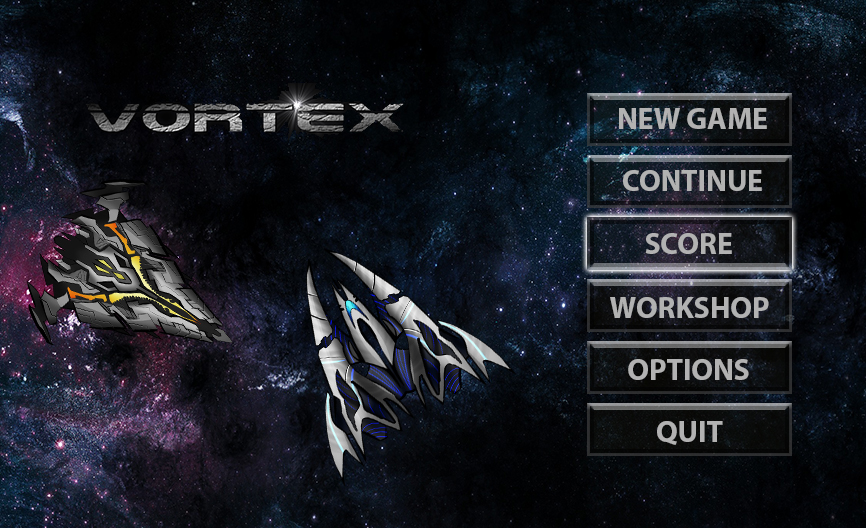 VORTEX
NEW GAME
CONTINUE
SCORE
WORKSHOP
OPTIONS
QUIT